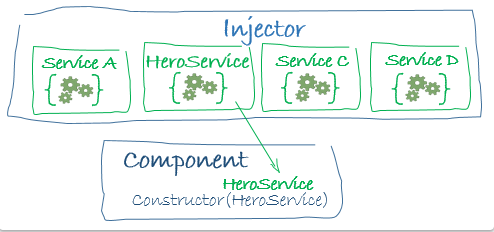 Injector
Service A HeroService Service C Service D
{ } { } { } { }
Component
HeroService
Constructor(HeroService)